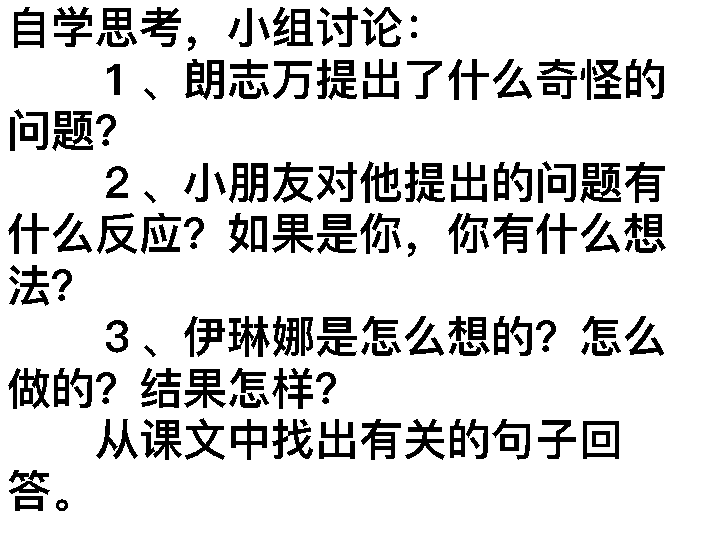 自学思考，小组讨论：
1、朗志万提出了什么奇怪的
问题？
2、小朋友对他提出的问题有
什么反应？如果是你，你有什么想
法？
3、伊琳娜是怎么想的？怎么
做的？结果怎样？
从课文中找出有关的句子回
答。